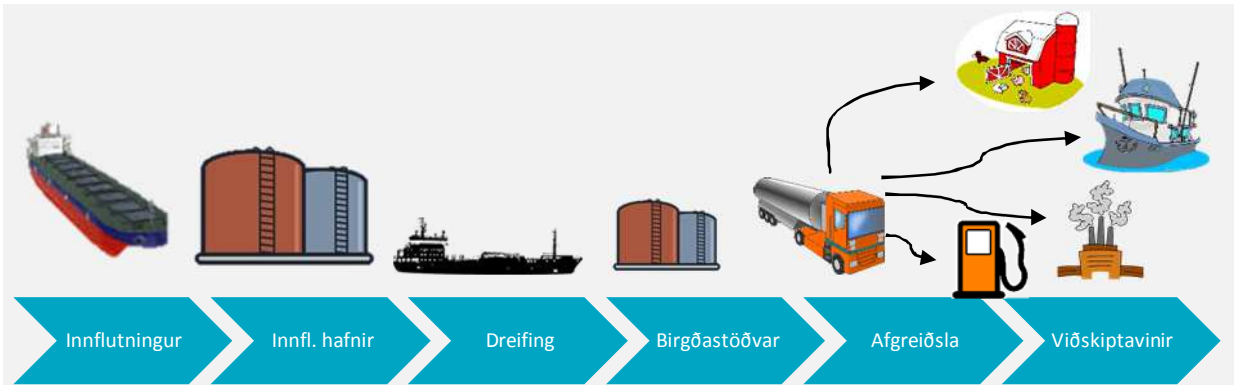 Innflutningur
Innfl. hafnir
Dreifing
Birgðastöðvar
Afgreiðsla
Viðskiptavinir